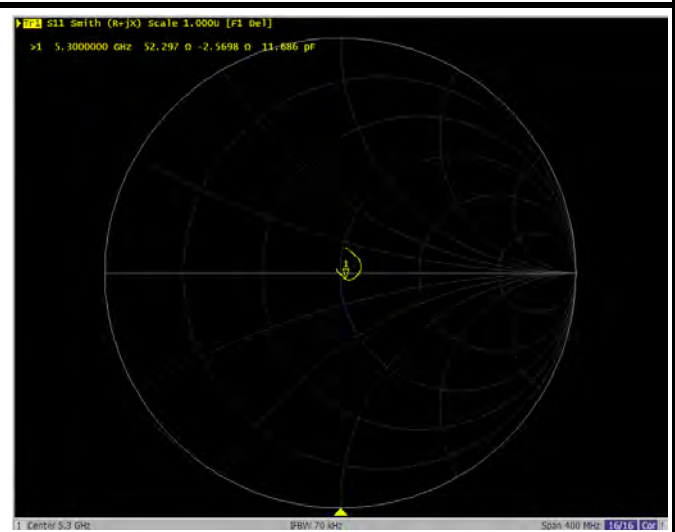 Tr1 S11 Smith (R+jX) Scale 1.000U [F1 Del]
>1 5.3000000 GHz 52.297 Ω -2.5698 Ω 11.686 pF
1
1 Center 5.3 GHz IFBW 70 kHz Span 400 MHz 16/16 Cor !